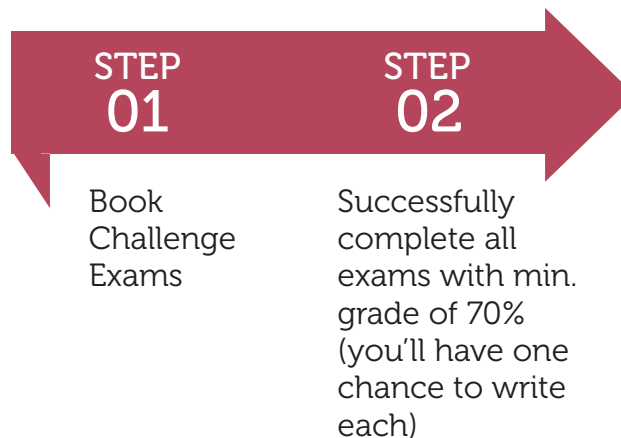 STEP
01
Book
Challenge
Exams
STEP
02
Successfully
complete all
exams with min.
grade of 70%
(you'll have one
chance to write
each)